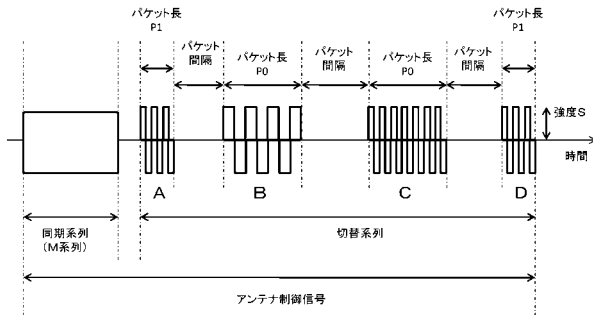 パケット長
P1
パケット
間隔
パケット長
P0
パケット
間隔
パケット長
P0
パケット
間隔
パケット長
P1
強度S
時間
A
B
C
D
同期系列
(M系列)
切替系列
アンテナ制御信号